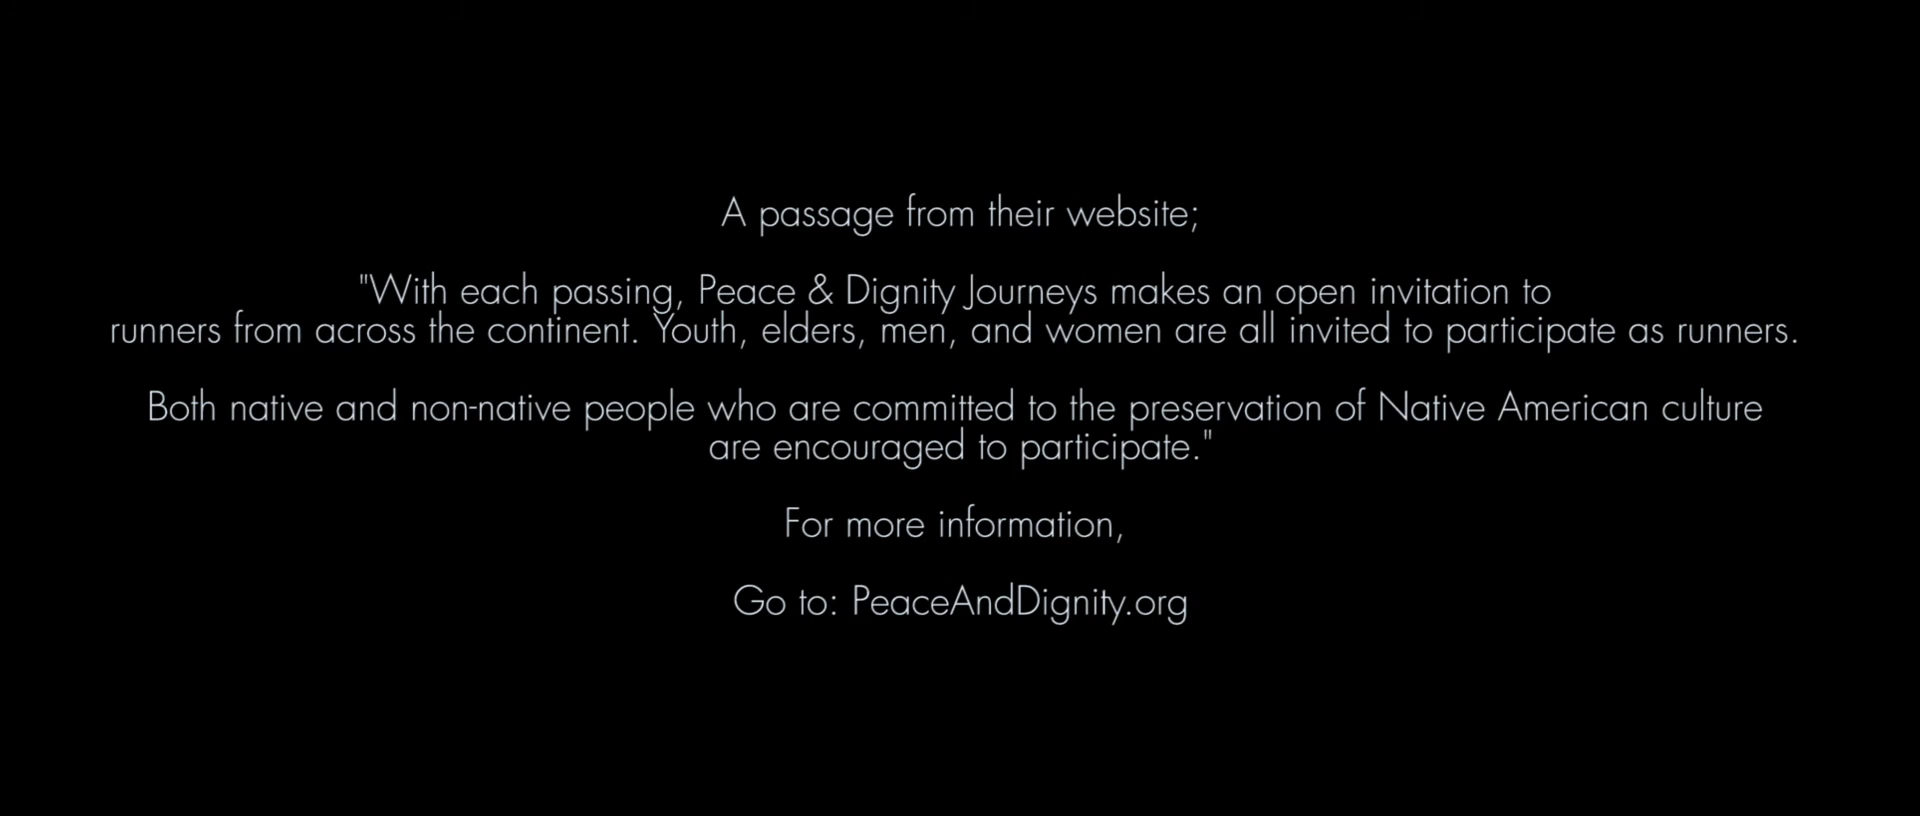 A passage from their website;
"With each passing, Peace & Dignity Journeys makes an open invitation to
runners from across the continent. Youth, elders, men, and women are all invited to participate as runners.
Both native and non-native people who are committed to the preservation of Native American culture
are encouraged to participate."
For more information,
Go to: PeaceAndDignity.org